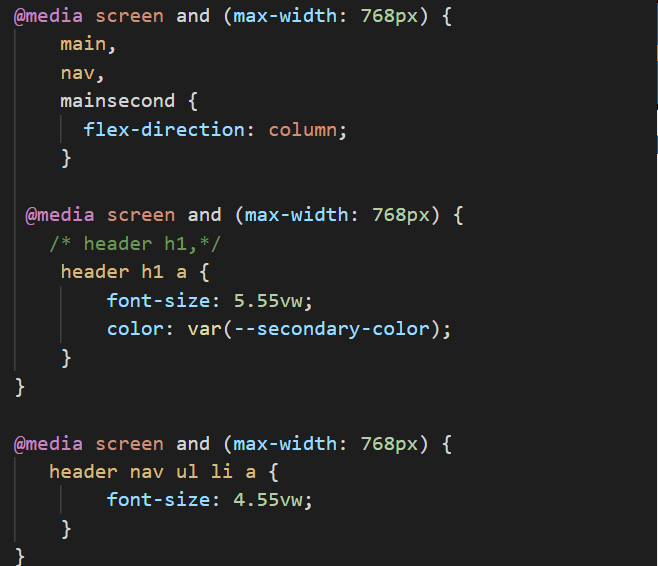 @media screen and (max-width: 768px) {
    main,
    nav,
    mainsecond {
      flex-direction: column;
    }

 @media screen and (max-width: 768px) {
   /* header h1,*/
    header h1 a {
        font-size: 5.55vw;
        color: var(--secondary-color);
    }
}

@media screen and (max-width: 768px) {
   header nav ul li a {
        font-size: 4.55vw;
    }
}